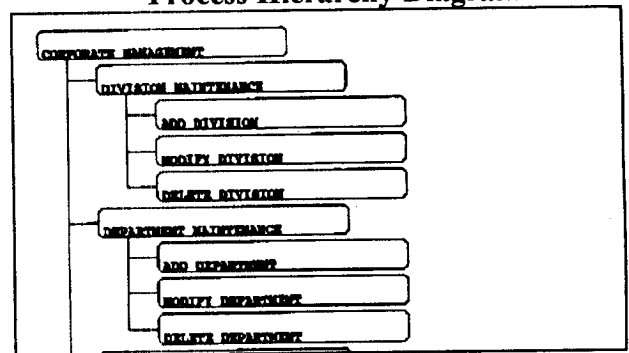 Process Hierarchy Diagram
CORPORATE MANAGEMENT
DIVISION MAINTENANCE
ADD DIVISION
MODIFY DIVISION
DELETE DIVISION
DEPARTMENT MAINTENANCE
ADD DEPARTMENT
MODIFY DEPARTMENT
DELETE DEPARTMENT